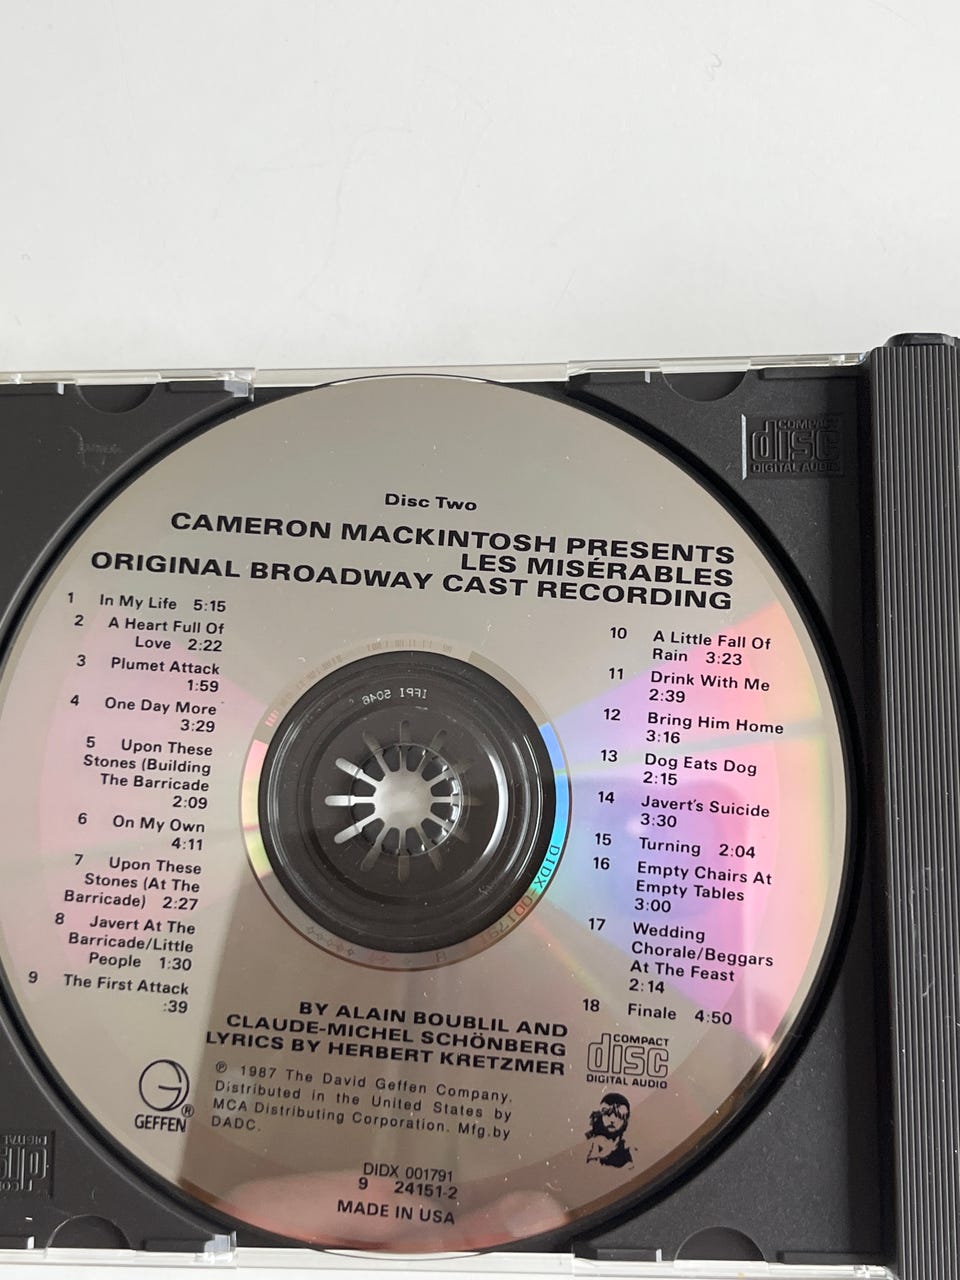 COMPACT
disc
DIGITAL AUDIO
Disc Two
CAMERON MACKINTOSH PRESENTS
LES MISÉRABLES
ORIGINAL BROADWAY CAST RECORDING
1 In My Life 5:15
2 A Heart Full Of
Love 2:22
3 Plumet Attack
1:59
4 One Day More
3:29
5 Upon These
Stones (Building
The Barricade
2:09
6 On My Own
4:11
7 Upon These
Stones (At The
Barricade) 2:27
8 Javert At The
Barricade/Little
People 1:30
9 The First Attack
:39
10 A Little Fall Of
Rain 3:23
11 Drink With Me
2:39
12 Bring Him Home
3:16
13 Dog Eats Dog
2:15
14 Javert's Suicide
3:30
15 Turning 2:04
16 Empty Chairs At
Empty Tables
3:00
17 Wedding
Chorale/Beggars
At The Feast
2:14
18 Finale 4:50
IFPI 5046
DIDX-001791
B
BY ALAIN BOUBLIL AND
CLAUDE-MICHEL SCHÖNBERG
LYRICS BY HERBERT KRETZMER
℗ 1987 The David Geffen Company.
Distributed in the United States by
MCA Distributing Corporation. Mfg.by
DADC.
G ®
GEFFEN
COMPACT
disc
DIGITAL AUDIO
DIDX 001791
9 24151-2
MADE IN USA
DIGITAL
disc
CO